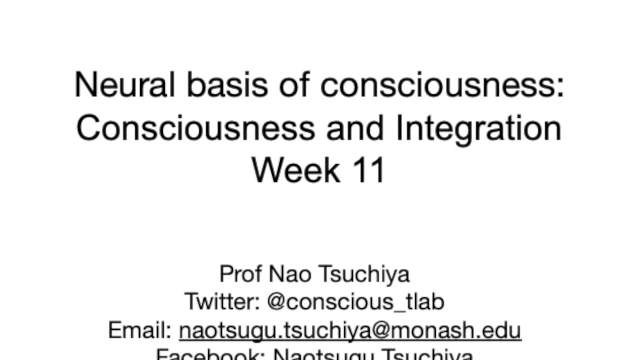 Neural basis of consciousness:
Consciousness and Integration
Week 11
Prof Nao Tsuchiya
Twitter: @conscious_tlab
Email: naotsugu.tsuchiya@monash.edu
Facebook: Naotsugu Tsuchiya